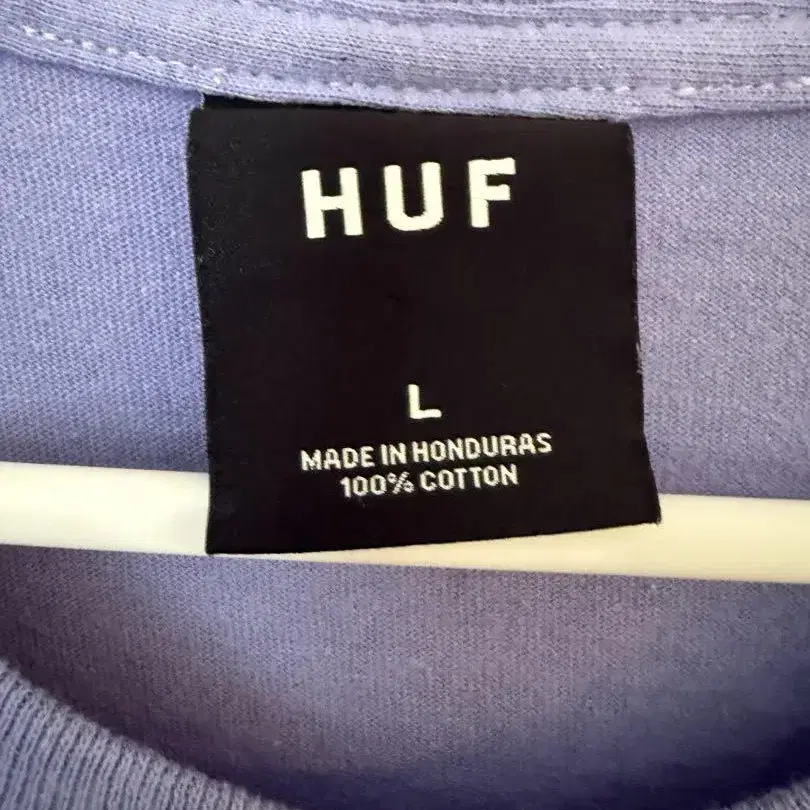 HUF
L
MADE IN HONDURAS
100% COTTON